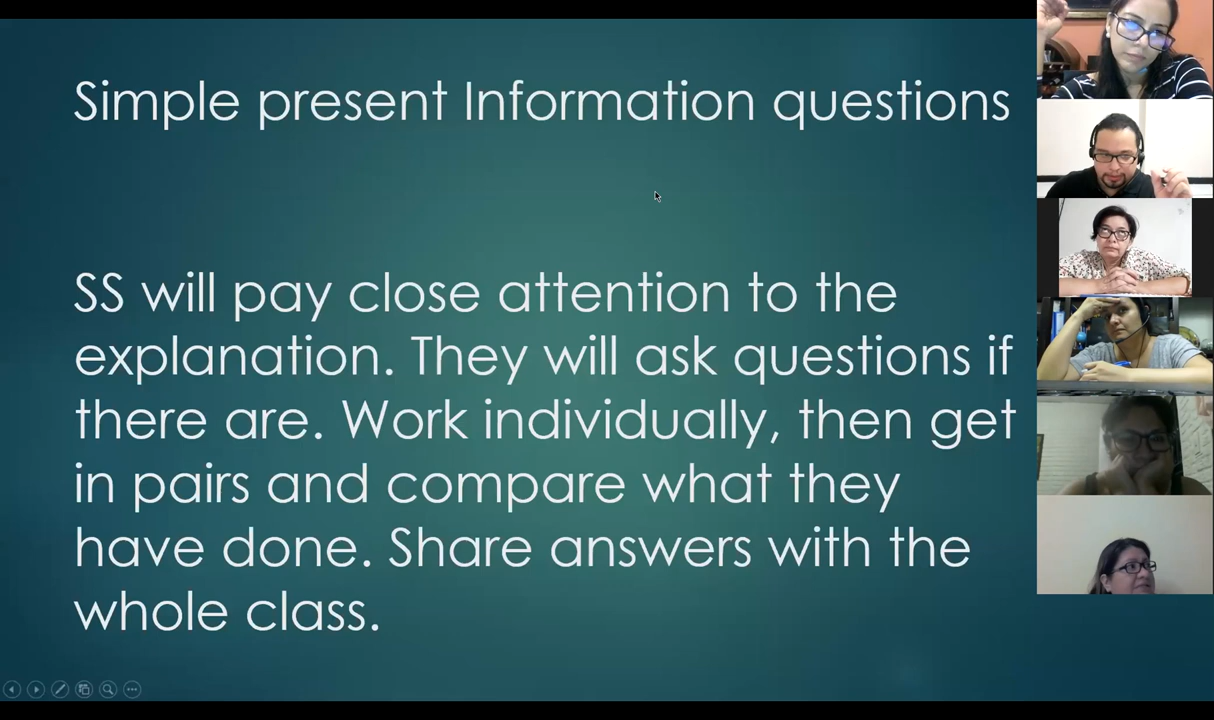 Simple present Information questions
SS will pay close attention to the
explanation. They will ask questions if
there are. Work individually, then get
in pairs and compare what they
have done. Share answers with the
whole class.